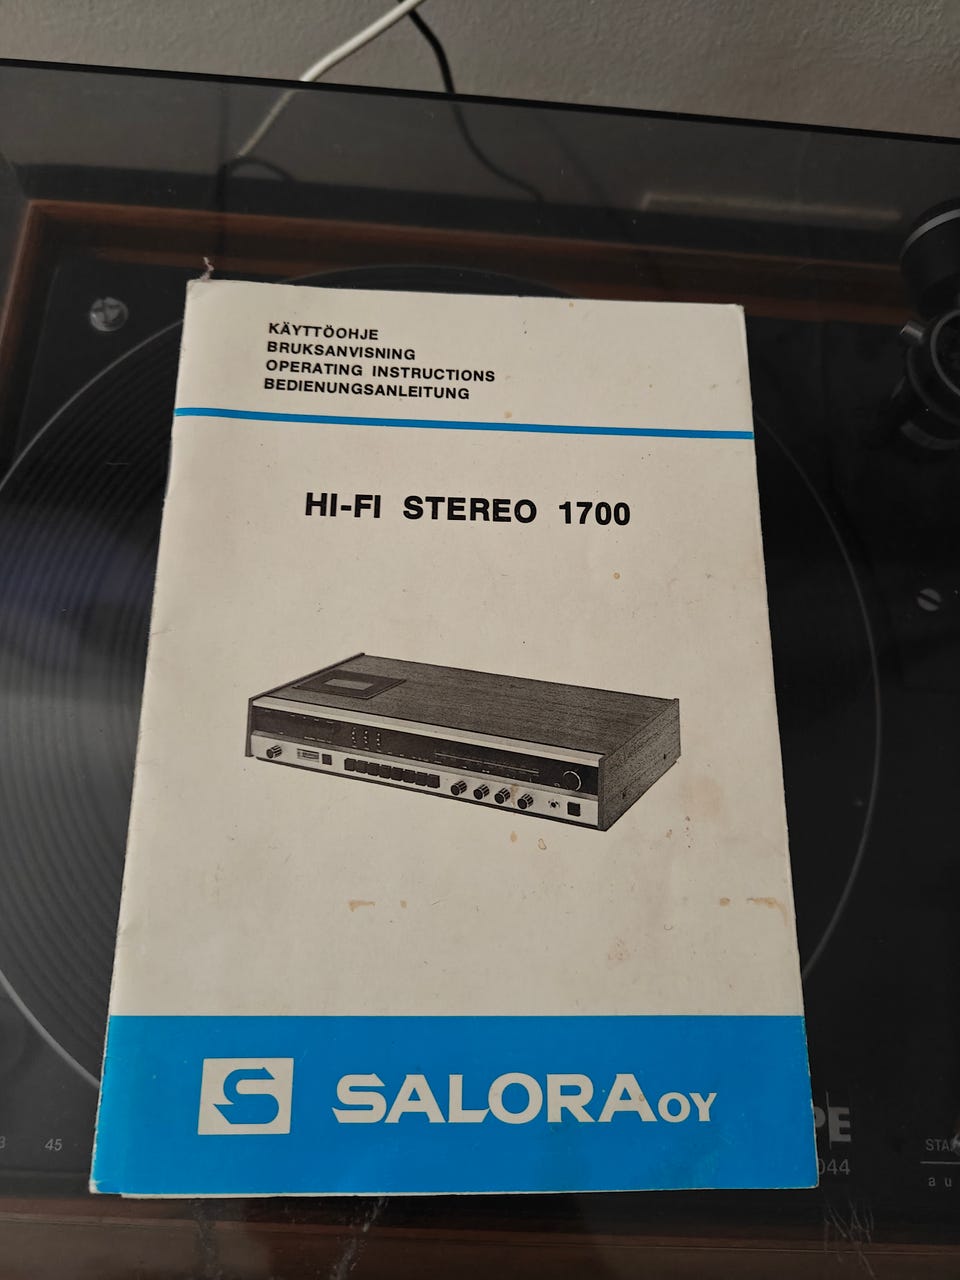 KÄYTTÖOHJE
BRUKSANVISNING
OPERATING INSTRUCTIONS
BEDIENUNGSANLEITUNG
HI-FI STEREO 1700
S SALORA OY
45